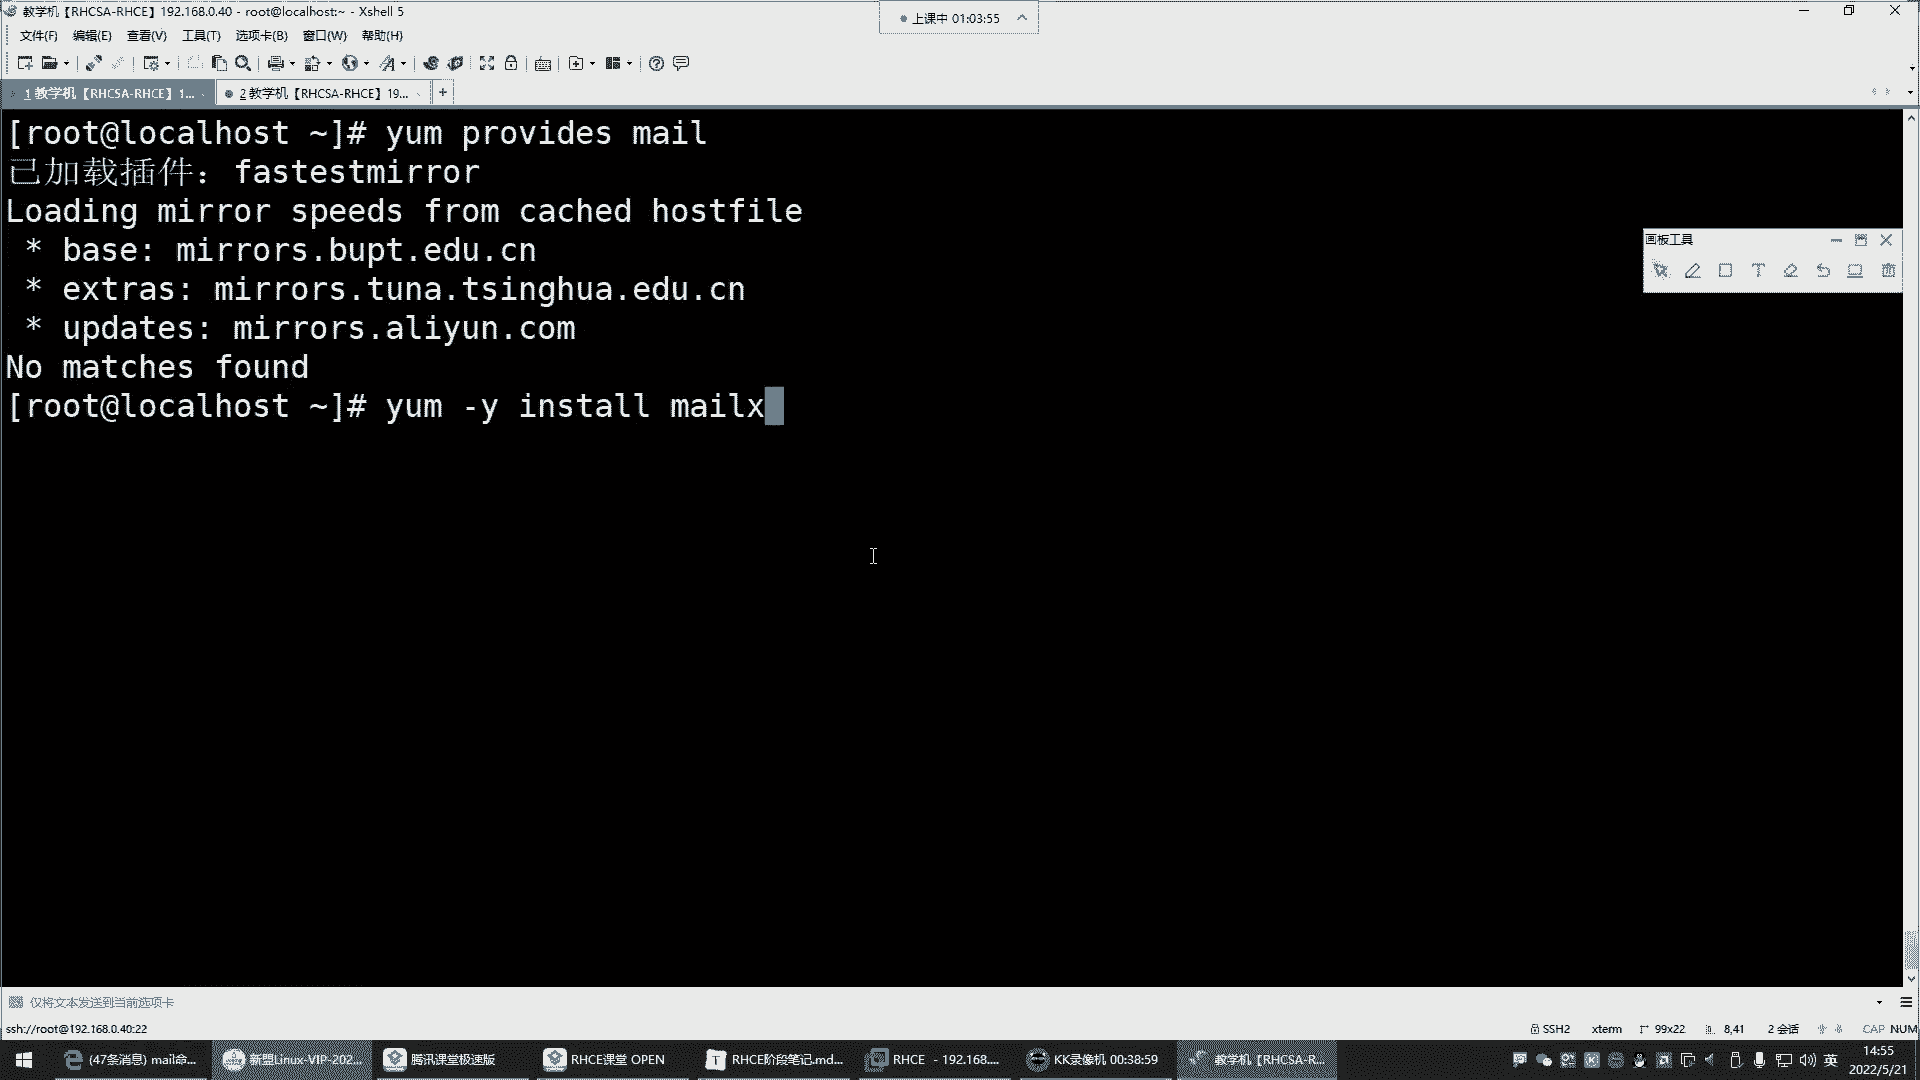 教学机【RHCSA-RHCE】192.168.0.40 - root@localhost:~ - Xshell 5
上课中 01:03:55
文件(F) 编辑(E) 查看(V) 工具(T) 选项卡(B) 窗口(W) 帮助(H)
1 教学机【RHCSA-RHCE】1... 2 教学机【RHCSA-RHCE】19... +
[root@localhost ~]# yum provides mail
已加载插件：fastestmirror
Loading mirror speeds from cached hostfile
* base: mirrors.bupt.edu.cn
画板工具
* extras: mirrors.tuna.tsinghua.edu.cn
* updates: mirrors.aliyun.com
No matches found
[root@localhost ~]# yum -y install mailx
仅将文本发送到当前选项卡
ssh://root@192.168.0.40:22 SSH2 xterm 99x22 8,41 2 会话 CAP NUM
(47条消息) mail命... 新盟Linux-VIP-202... 腾讯课堂极速版 RHCE课堂 OPEN RHCE阶段笔记.md... RHCE - 192.168.... KK录像机 00:38:59 教学机【RHCSA-R... 英 14:55
2022/5/21